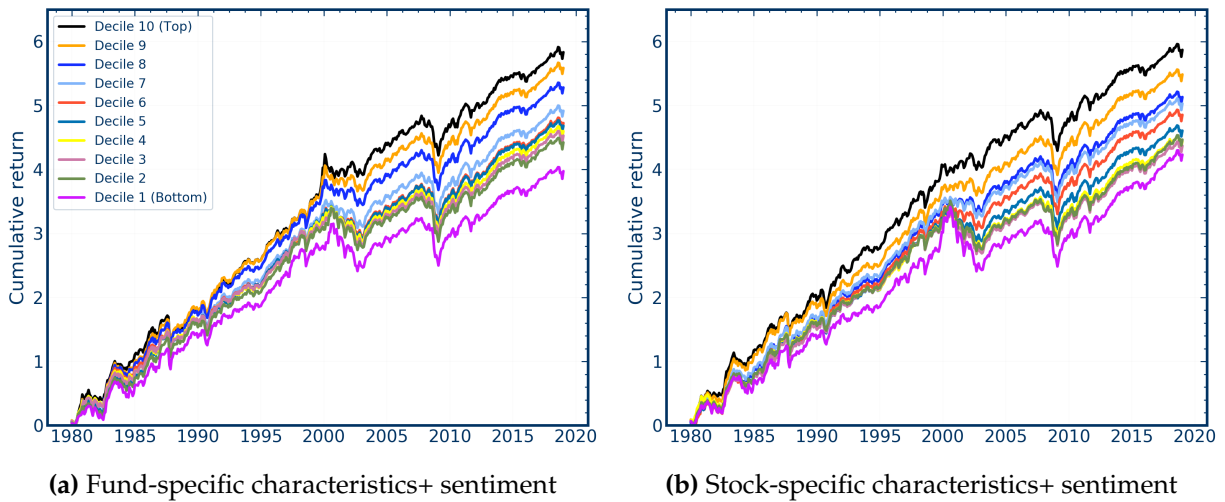 Cumulative return
6
5
4
3
2
1
0
Decile 10 (Top)
Decile 9
Decile 8
Decile 7
Decile 6
Decile 5
Decile 4
Decile 3
Decile 2
Decile 1 (Bottom)
1980 1985 1990 1995 2000 2005 2010 2015 2020
(a) Fund-specific characteristics+ sentiment
Cumulative return
6
5
4
3
2
1
0
1980 1985 1990 1995 2000 2005 2010 2015 2020
(b) Stock-specific characteristics+ sentiment